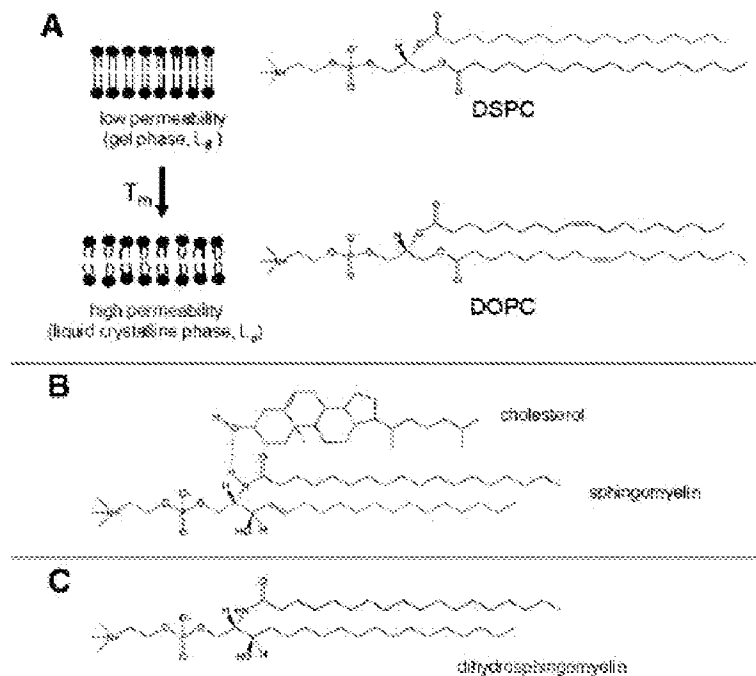 A
low permeability
(gel phase, Lβ)
Tm
high permeability
(liquid crystalline phase, Lα)
DSPC
DOPC
B
cholesterol
sphingomyelin
C
dihydrosphingomyelin